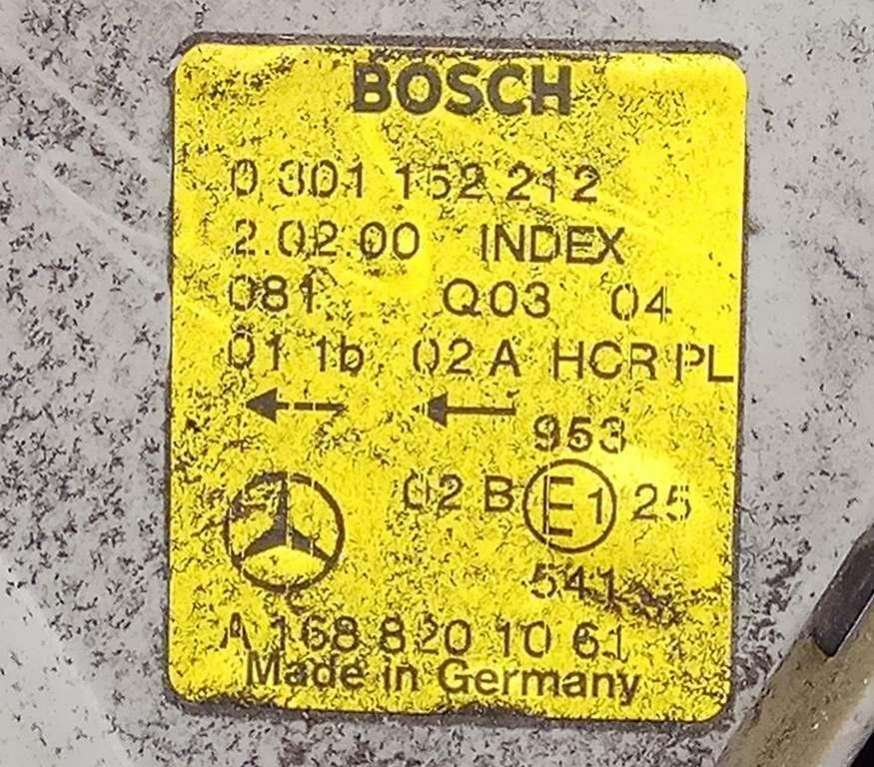 BOSCH
0 301 152 212
2.02.00 INDEX
081 Q03 04
01 1b 02 A HCR PL
953
02 B E1 25
541
A 168 820 10 61
Made in Germany